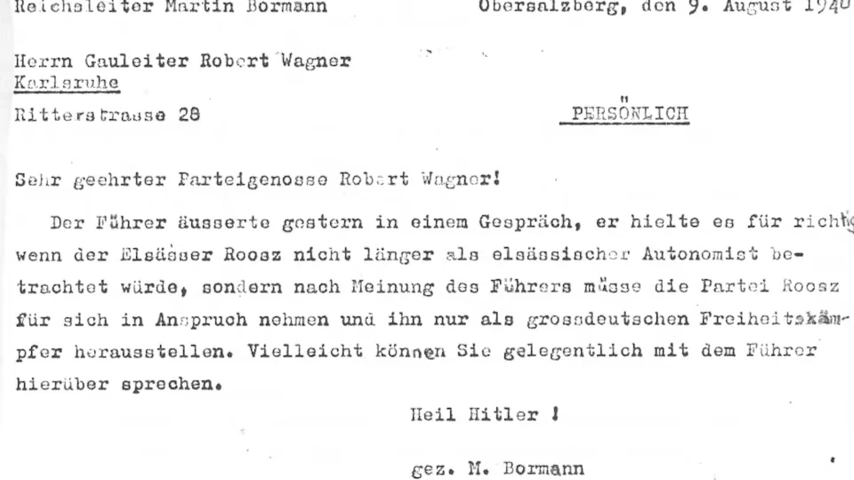 Reichsleiter Martin Bormann Obersalzberg, den 9. August 1940
Herrn Gauleiter Robert Wagner
Karlsruhe
Ritterstrasse 28 PERSÖNLICH
Sehr geehrter Parteigenosse Robert Wagner!
Der Führer äusserte gestern in einem Gespräch, er hielte es für richtig
wenn der Elsässer Roosz nicht länger als elsässischer Autonomist be-
trachtet würde, sondern nach Meinung des Führers müsse die Partei Roosz
für sich in Anspruch nehmen und ihn nur als grossdeutschen Freiheitskäm-
pfer herausstellen. Vielleicht können Sie gelegentlich mit dem Führer
hierüber sprechen.
Heil Hitler !
gez. M. Bormann